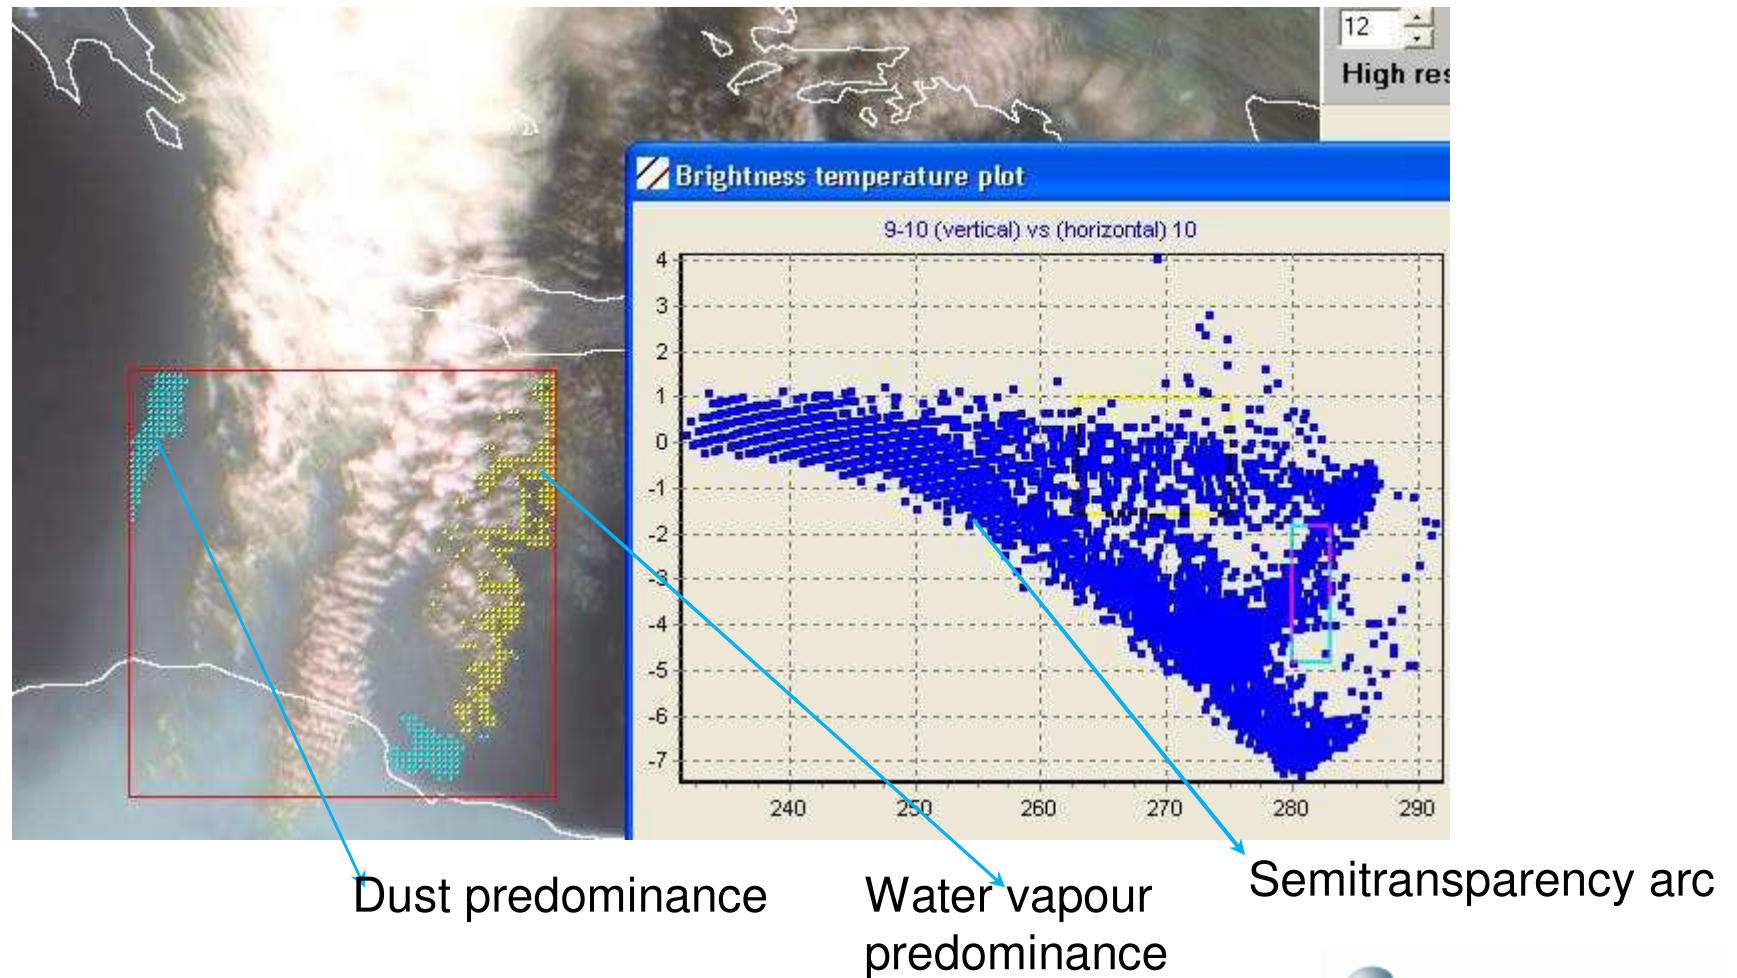 12
High res
Brightness temperature plot
9-10 (vertical) vs (horizontal) 10
4
3
2
1
0
-1
-2
-3
-4
-5
-6
-7
240 250 260 270 280 290
Dust predominance
Water vapour
predominance
Semitransparency arc